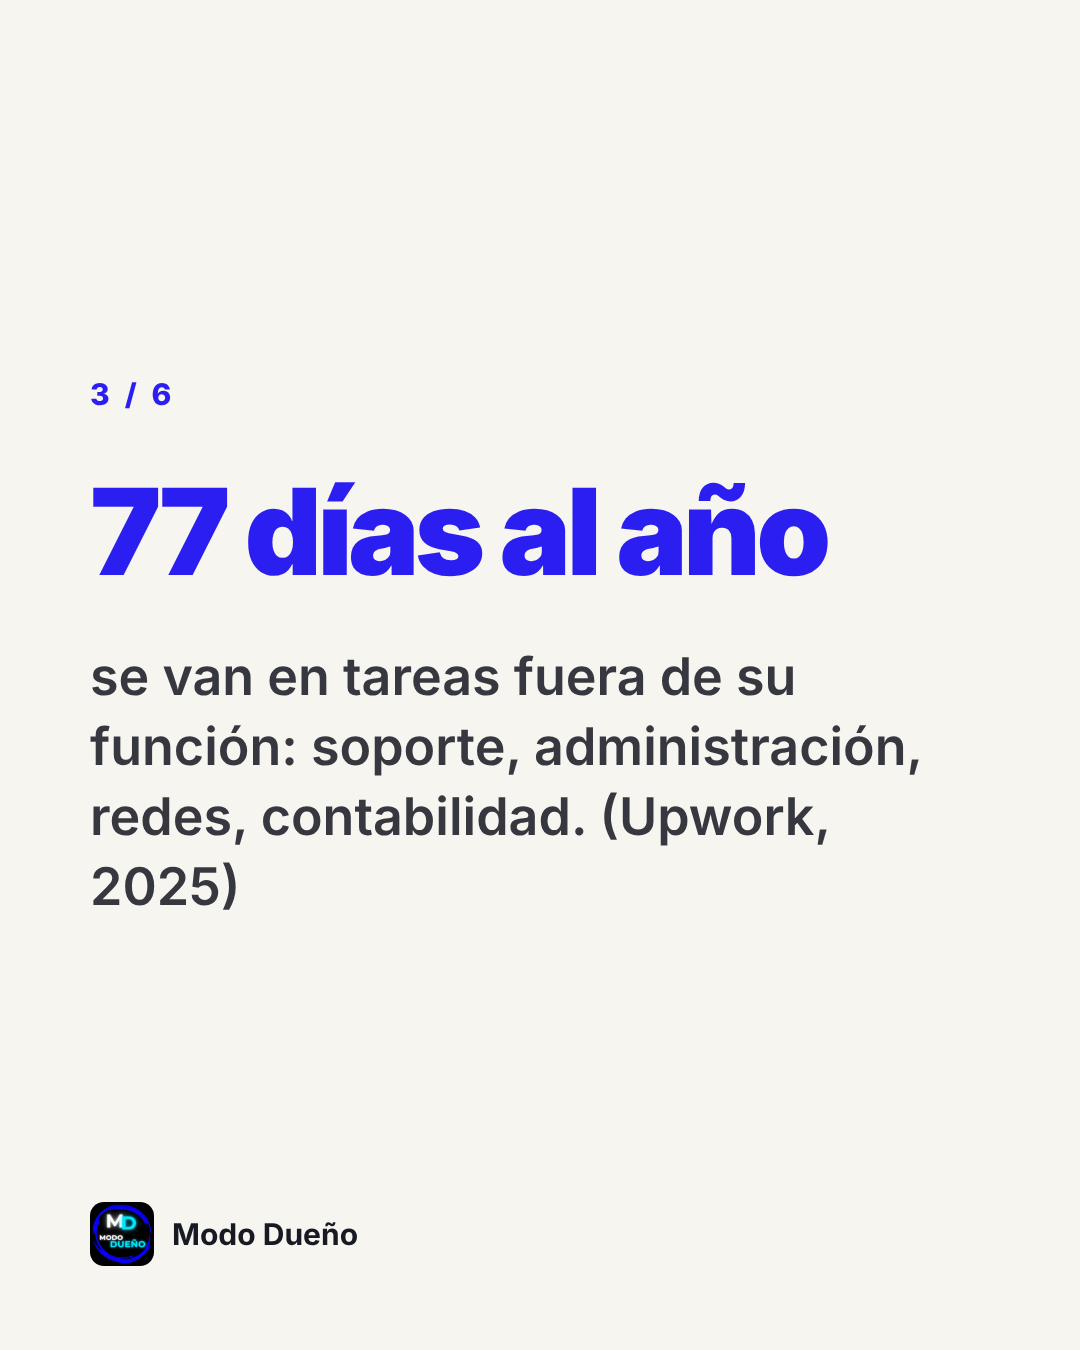 3 / 6
77 días al año
se van en tareas fuera de su
función: soporte, administración,
redes, contabilidad. (Upwork,
2025)
MD
MODO
DUEÑO
Modo Dueño